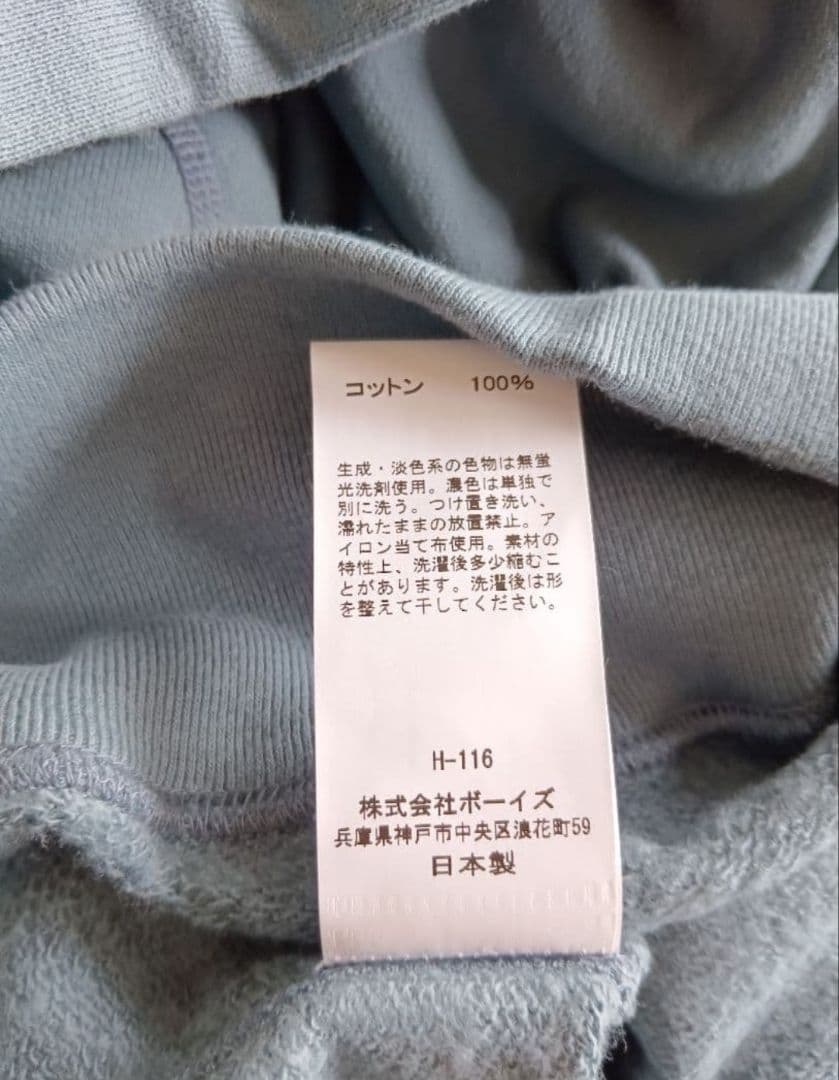 コットン 100%
生成・淡色系の色物は無蛍
光洗剤使用。濃色は単独で
別に洗う。つけ置き洗い、
濡れたままの放置禁止。ア
イロン当て布使用。素材の
特性上、洗濯後多少縮むこ
とがあります。洗濯後は形
を整えて干してください。
H-116
株式会社ボーイズ
兵庫県神戸市中央区浪花町59
日本製